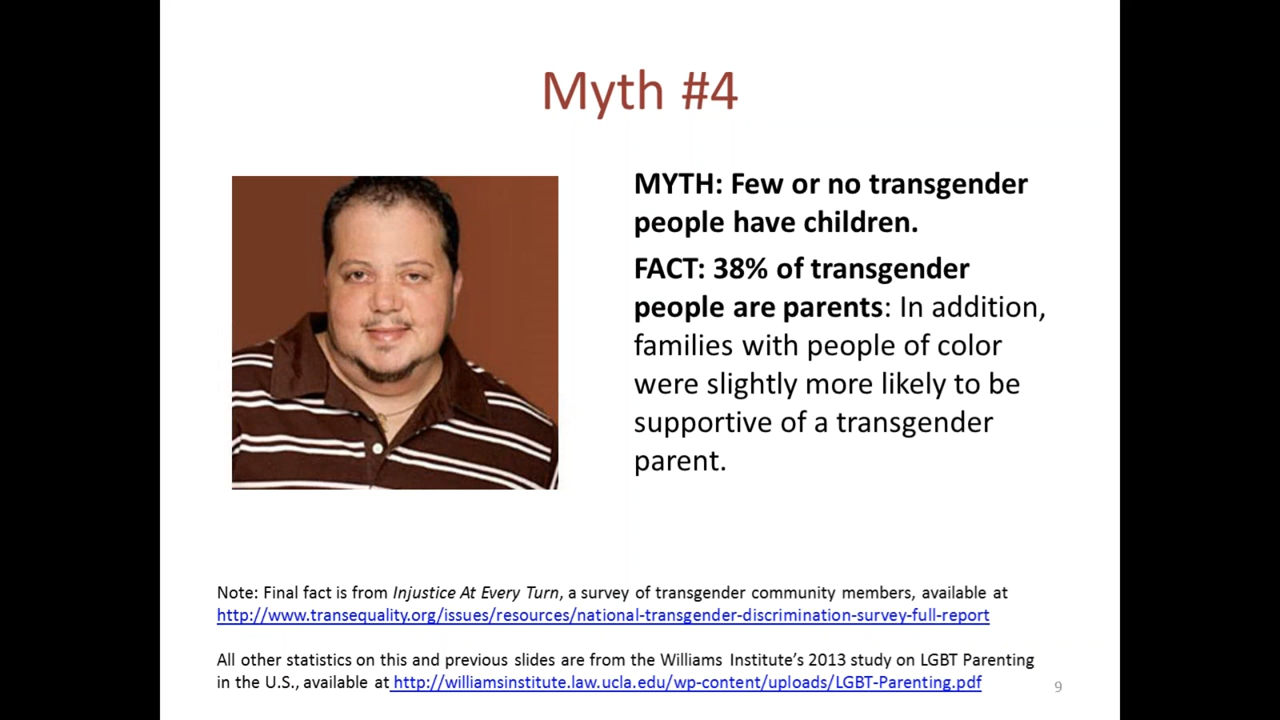 Myth #4
MYTH: Few or no transgender
people have children.
FACT: 38% of transgender
people are parents: In addition,
families with people of color
were slightly more likely to be
supportive of a transgender
parent.
Note: Final fact is from Injustice At Every Turn, a survey of transgender community members, available at
http://www.transequality.org/issues/resources/national-transgender-discrimination-survey-full-report
All other statistics on this and previous slides are from the Williams Institute's 2013 study on LGBT Parenting
in the U.S., available at http://williamsinstitute.law.ucla.edu/wp-content/uploads/LGBT-Parenting.pdf
9